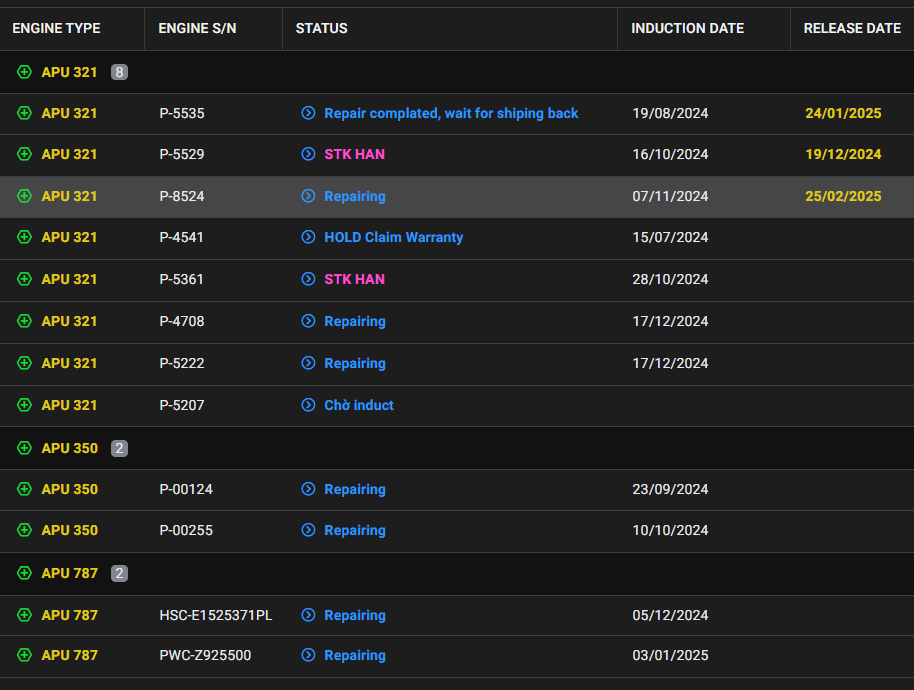 ENGINE TYPE ENGINE S/N STATUS INDUCTION DATE RELEASE DATE
APU 321 8
APU 321 P-5535 Repair complated, wait for shiping back 19/08/2024 24/01/2025
APU 321 P-5529 STK HAN 16/10/2024 19/12/2024
APU 321 P-8524 Repairing 07/11/2024 25/02/2025
APU 321 P-4541 HOLD Claim Warranty 15/07/2024
APU 321 P-5361 STK HAN 28/10/2024
APU 321 P-4708 Repairing 17/12/2024
APU 321 P-5222 Repairing 17/12/2024
APU 321 P-5207 Chờ induct
APU 350 2
APU 350 P-00124 Repairing 23/09/2024
APU 350 P-00255 Repairing 10/10/2024
APU 787 2
APU 787 HSC-E1525371PL Repairing 05/12/2024
APU 787 PWC-Z925500 Repairing 03/01/2025